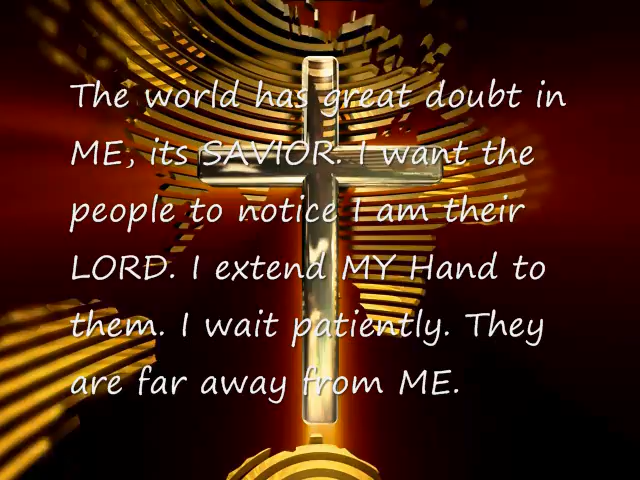 The world has great doubt in
ME, its SAVIOR. I want the
people to notice I am their
LORD. I extend MY Hand to
them. I wait patiently. They
are far away from ME.